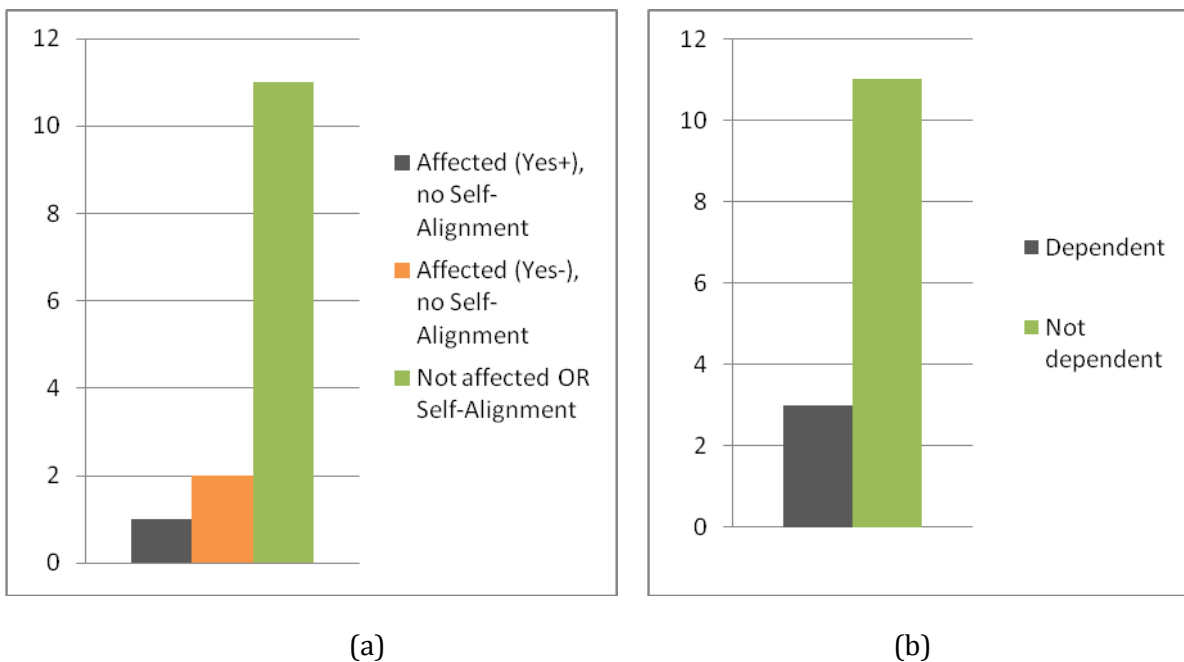 12
10
8
6
4
2
0
Affected (Yes+),
no Self-
Alignment
Affected (Yes-),
no Self-
Alignment
Not affected OR
Self-Alignment
(a)
12
10
8
6
4
2
0
Dependent
Not
dependent
(b)